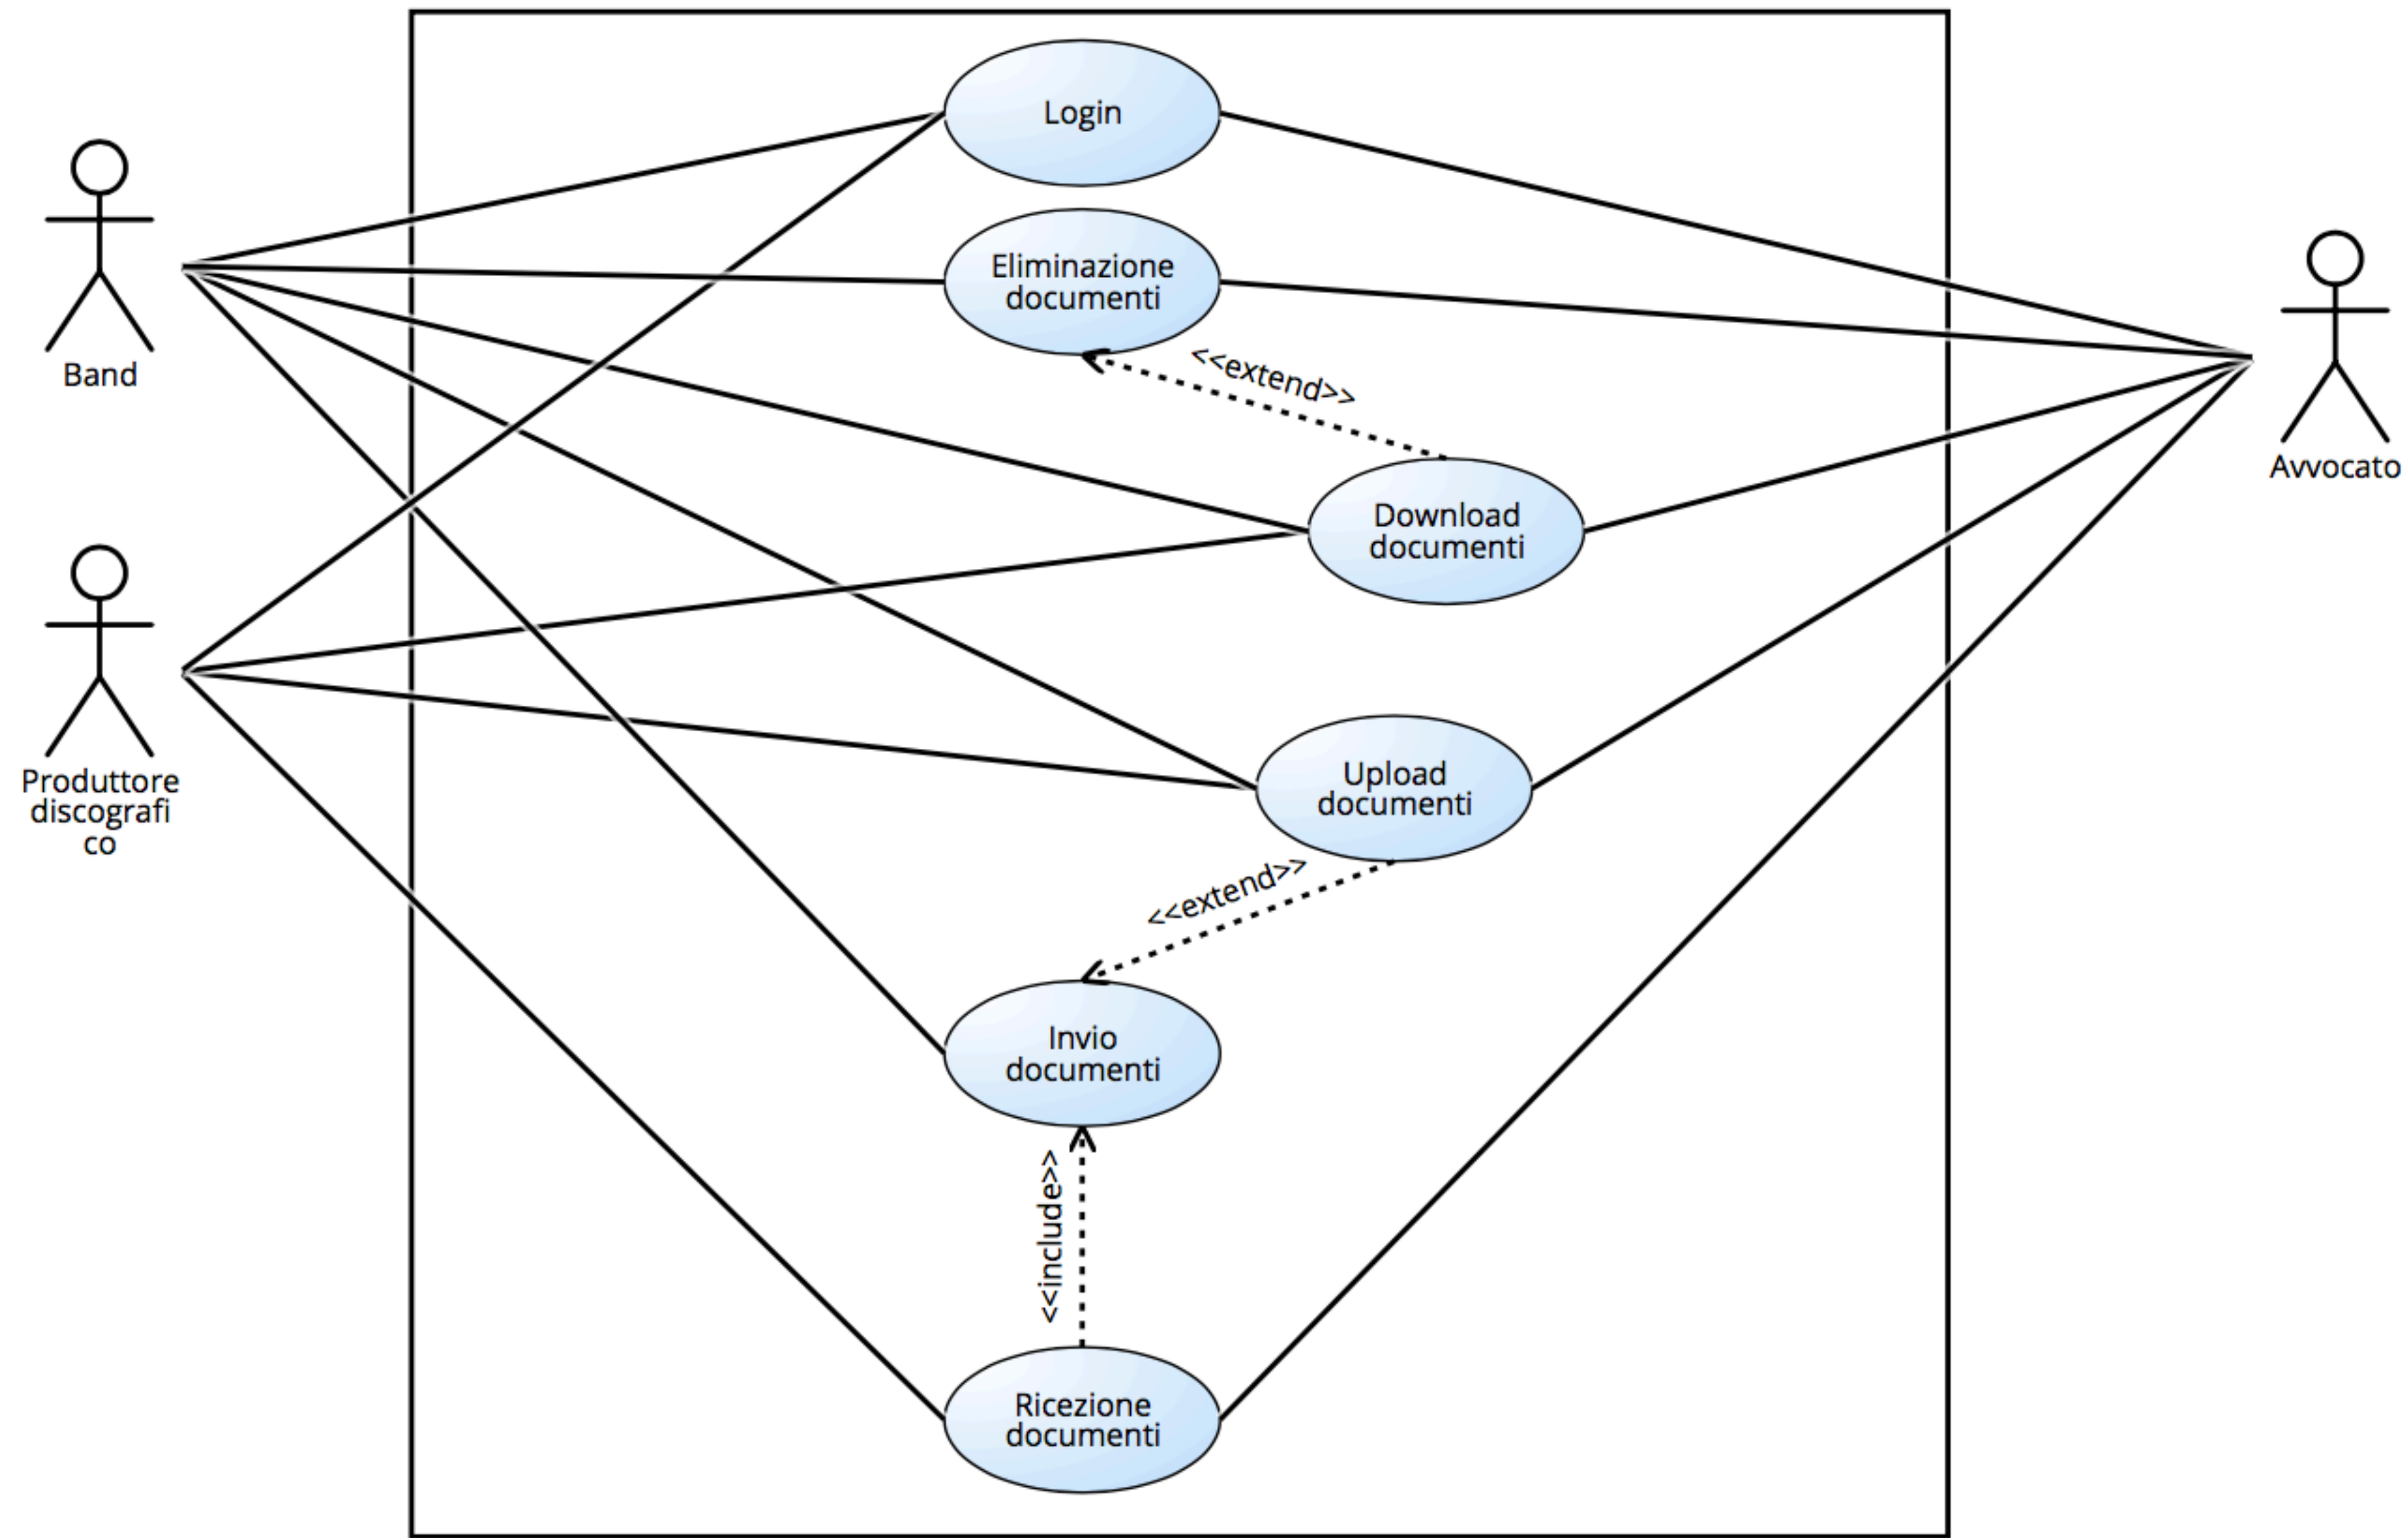 Login
Eliminazione
documenti
<<extend>>
Band
Avvocato
Download
documenti
Produttore
discografi
co
Upload
documenti
<<extend>>
Invio
documenti
<<include>>
Ricezione
documenti